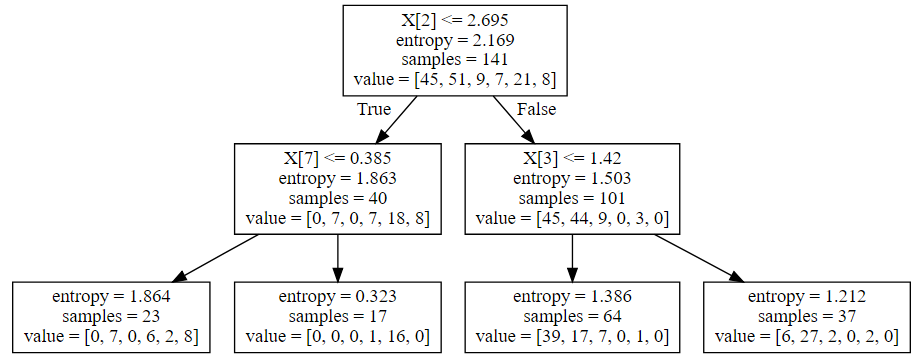 X[2] <= 2.695
entropy = 2.169
samples = 141
value = [45, 51, 9, 7, 21, 8]
True
False
X[7] <= 0.385
entropy = 1.863
samples = 40
value = [0, 7, 0, 7, 18, 8]
X[3] <= 1.42
entropy = 1.503
samples = 101
value = [45, 44, 9, 0, 3, 0]
entropy = 1.864
samples = 23
value = [0, 7, 0, 6, 2, 8]
entropy = 0.323
samples = 17
value = [0, 0, 0, 1, 16, 0]
entropy = 1.386
samples = 64
value = [39, 17, 7, 0, 1, 0]
entropy = 1.212
samples = 37
value = [6, 27, 2, 0, 2, 0]